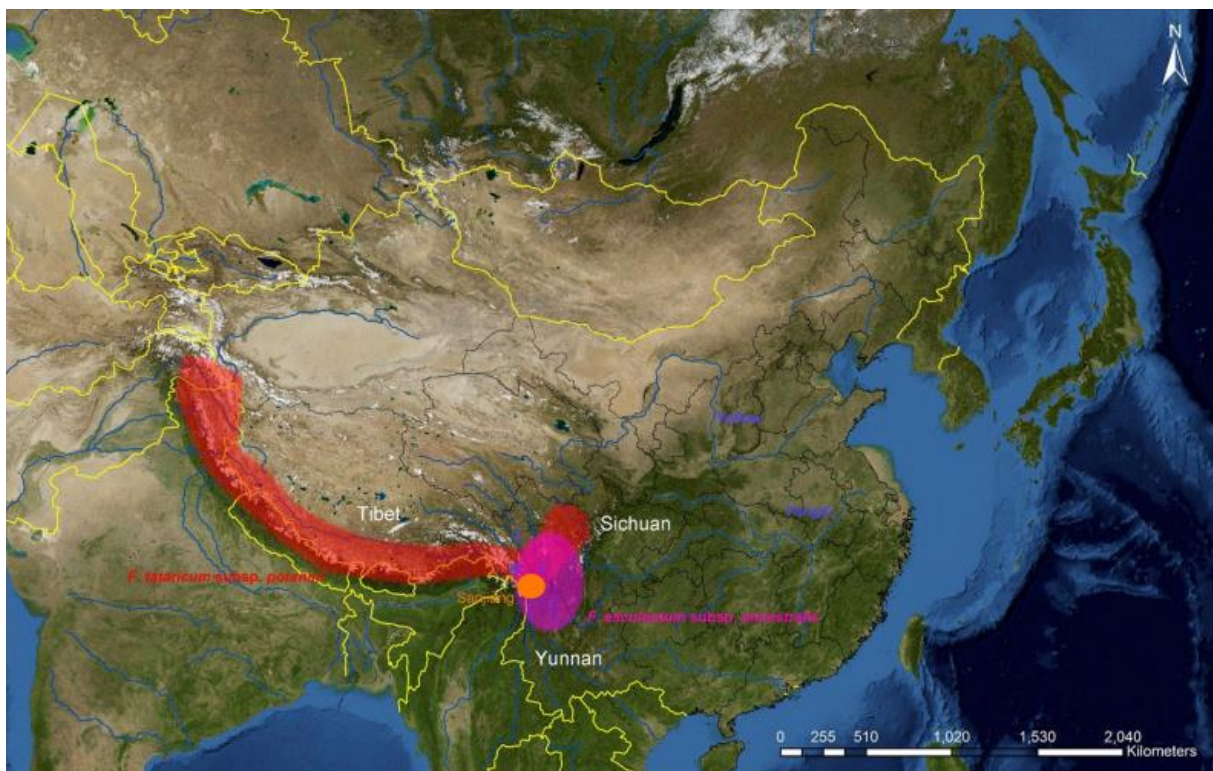 N
Tibet
Sichuan
F. tataricum subsp. potanini
Sanjiang
F. esculentum subsp. ancestrale
Yunnan
0 255 510 1,020 1,530 2,040
Kilometers